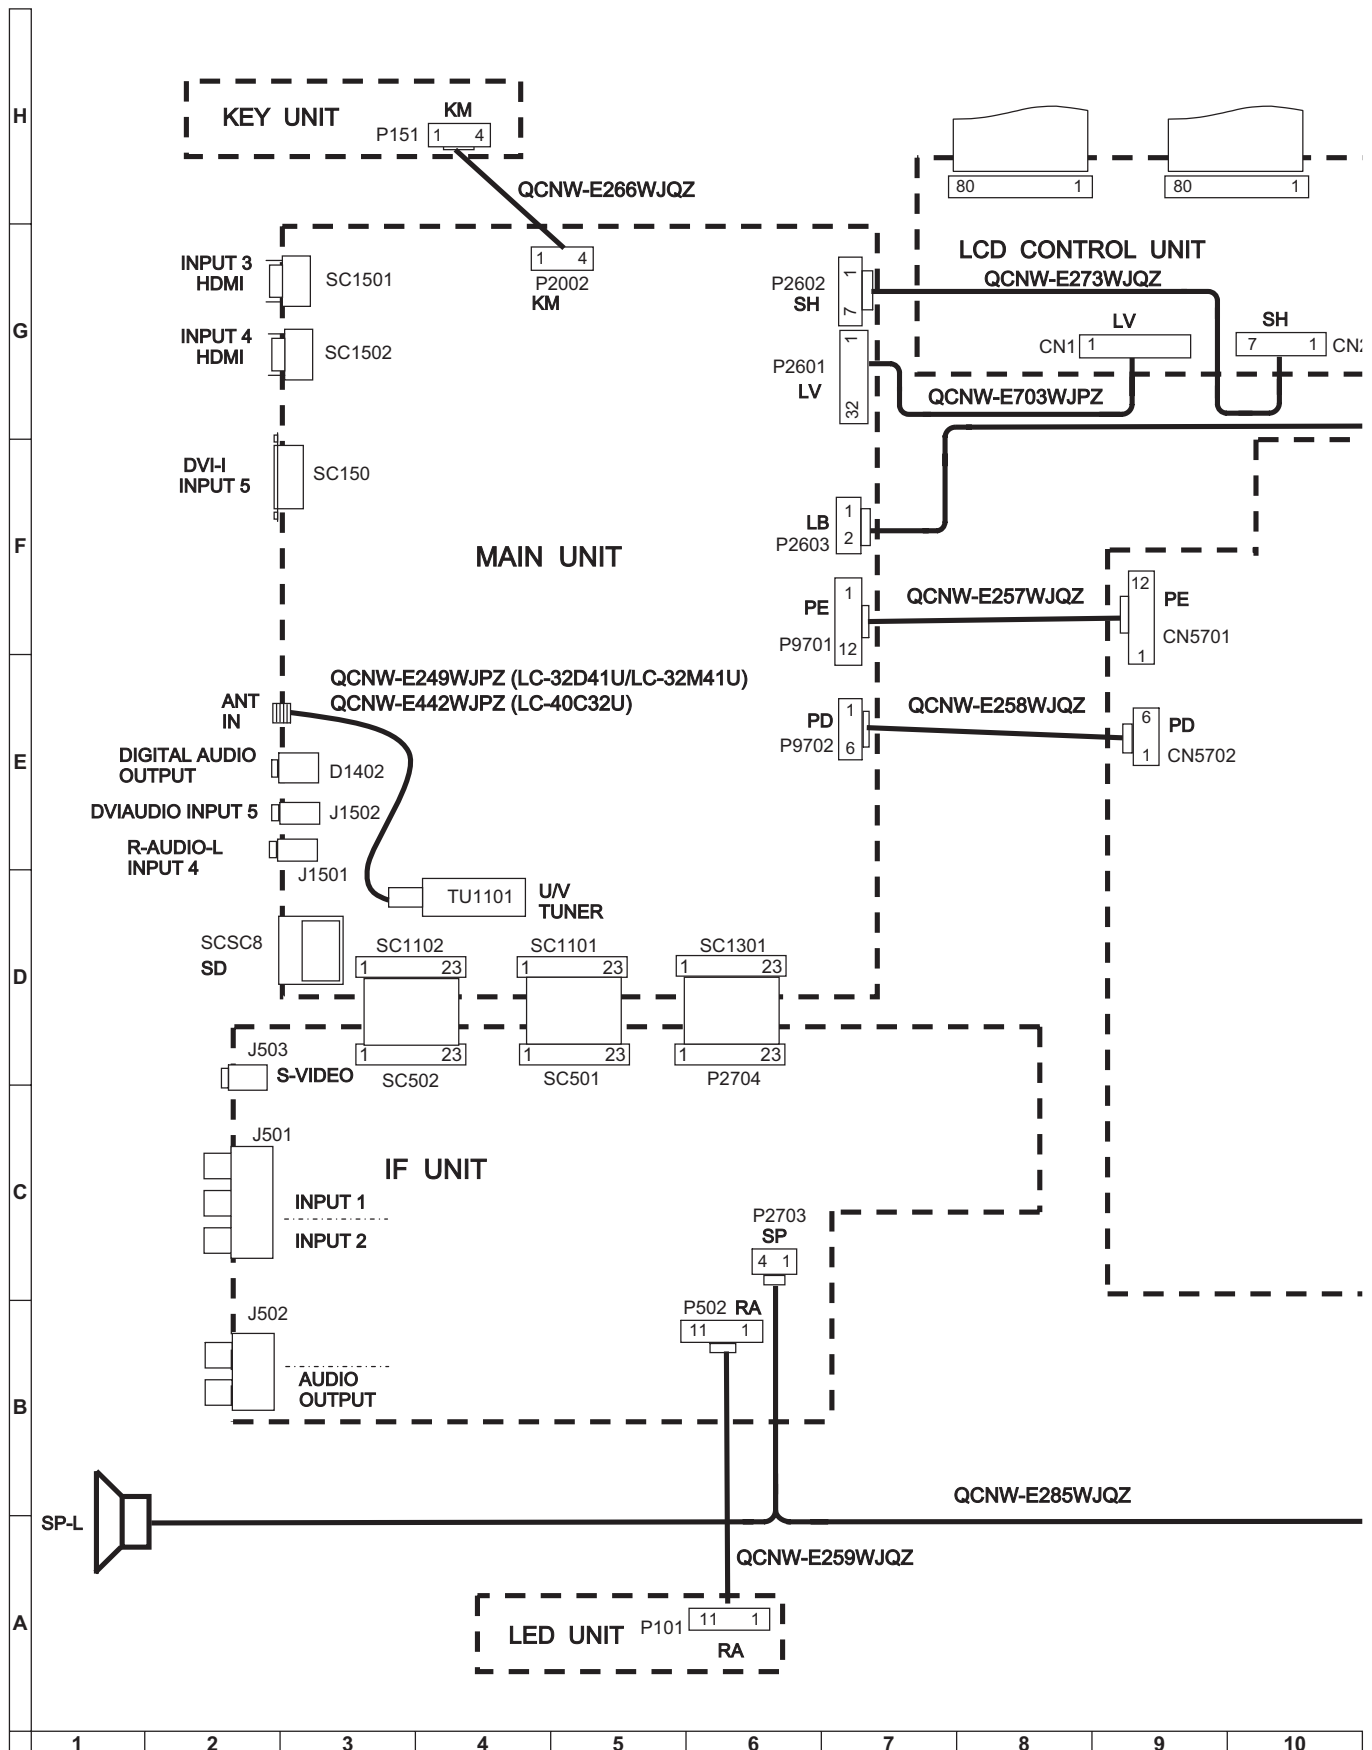 H
KEY UNIT
KM
P151
1 4
QCNW-E266WJQZ
80 1
80 1
LCD CONTROL UNIT
QCNW-E273WJQZ
G
INPUT 3
HDMI
SC1501
1 4
P2002
KM
P2602
SH
1
7
INPUT 4
HDMI
SC1502
P2601
LV
1
32
LV
CN1
1
SH
7 1
QCNW-E703WJPZ
F
DVI-I
INPUT 5
SC150
MAIN UNIT
LB
P2603
1
2
PE
P9701
1
12
QCNW-E257WJQZ
12
1
PE
CN5701
E
QCNW-E249WJPZ (LC-32D41U/LC-32M41U)
QCNW-E442WJPZ (LC-40C32U)
ANT
IN
PD
P9702
1
6
QCNW-E258WJQZ
6
1
PD
CN5702
DIGITAL AUDIO
OUTPUT
D1402
DVIAUDIO INPUT 5
J1502
R-AUDIO-L
INPUT 4
J1501
D
TU1101
U/V
TUNER
SCSC8
SD
SC1102
1 23
SC1101
1 23
SC1301
1 23
1 23
SC502
1 23
SC501
1 23
P2704
J503
S-VIDEO
C
J501
IF UNIT
INPUT 1
INPUT 2
P2703
SP
4 1
B
J502
AUDIO
OUTPUT
P502 RA
11 1
QCNW-E285WJQZ
SP-L
QCNW-E259WJQZ
A
LED UNIT
P101
11 1
RA
1 2 3 4 5 6 7 8 9 10